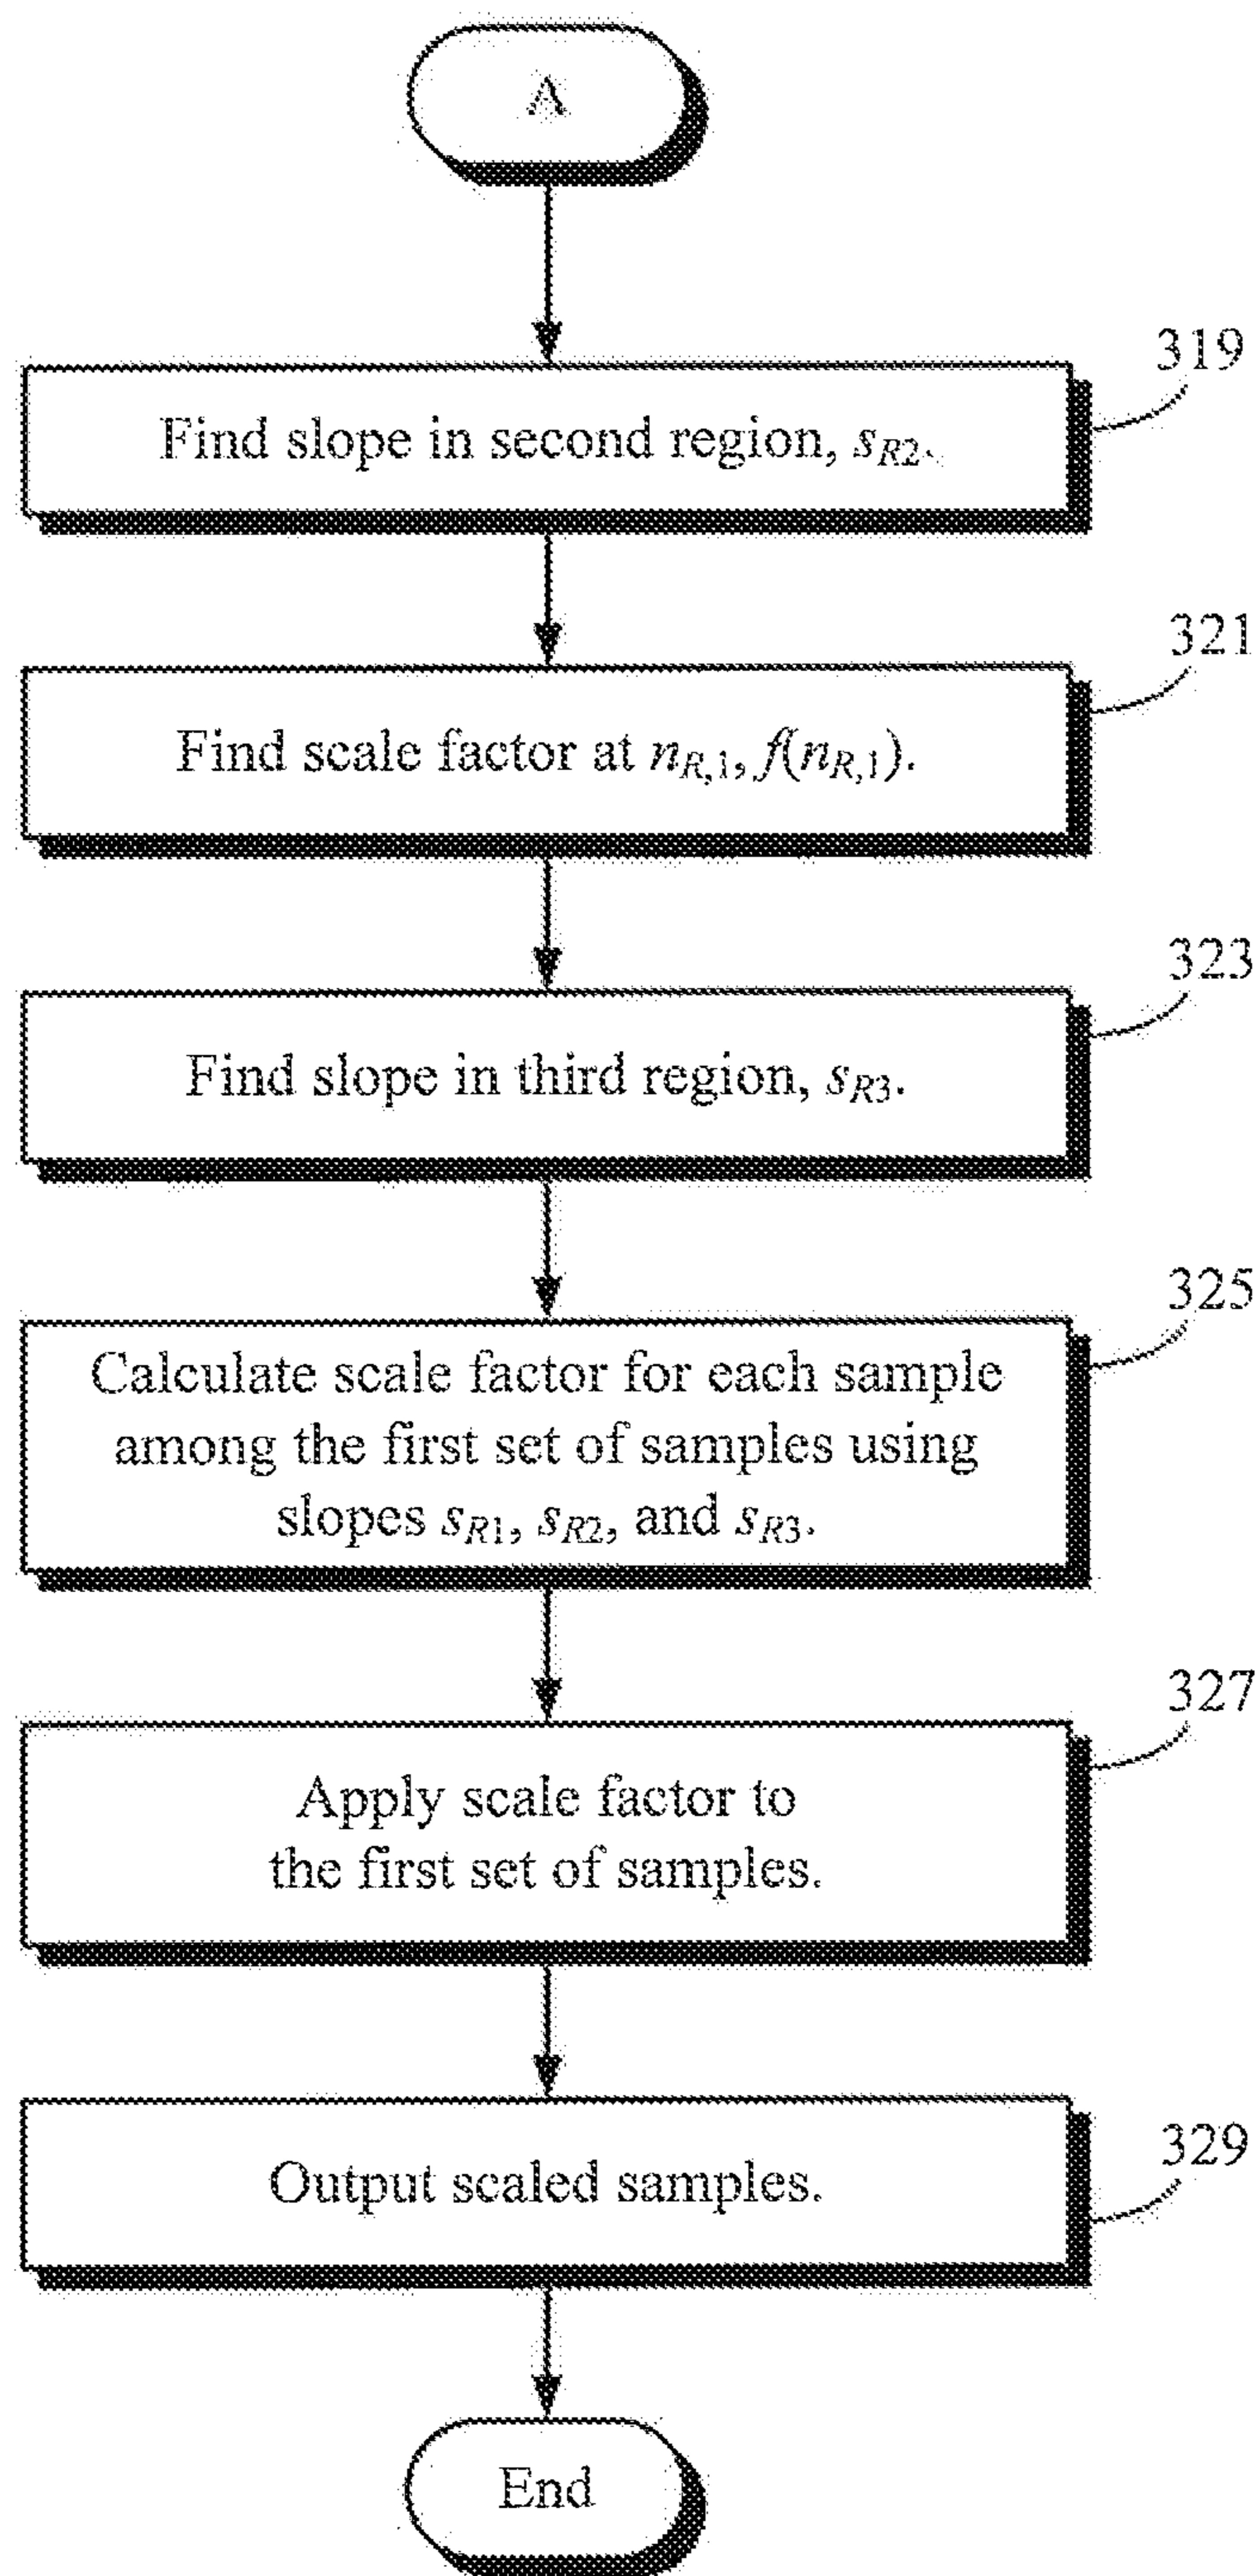 A
319
Find slope in second region, sR2.
321
Find scale factor at nR,1, f(nR,1).
323
Find slope in third region, sR3.
325
Calculate scale factor for each sample
among the first set of samples using
slopes sR1, sR2, and sR3.
327
Apply scale factor to
the first set of samples.
329
Output scaled samples.
End